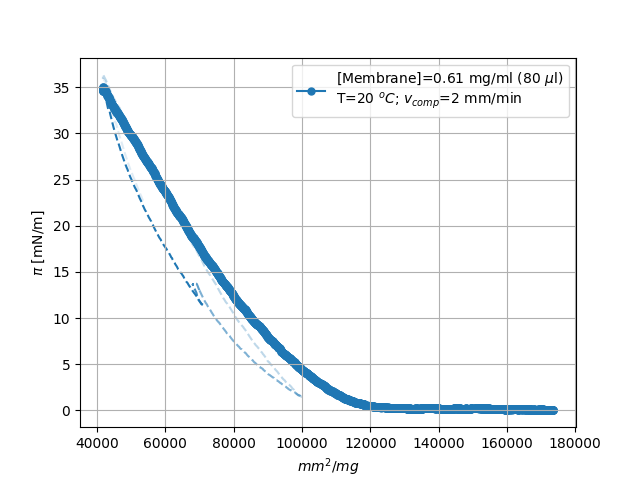 [Membrane]=0.61 mg/ml (80 μl)
T=20 °C; v_comp=2 mm/min
π [mN/m]
35
30
25
20
15
10
5
0
40000 60000 80000 100000 120000 140000 160000 180000
mm²/mg